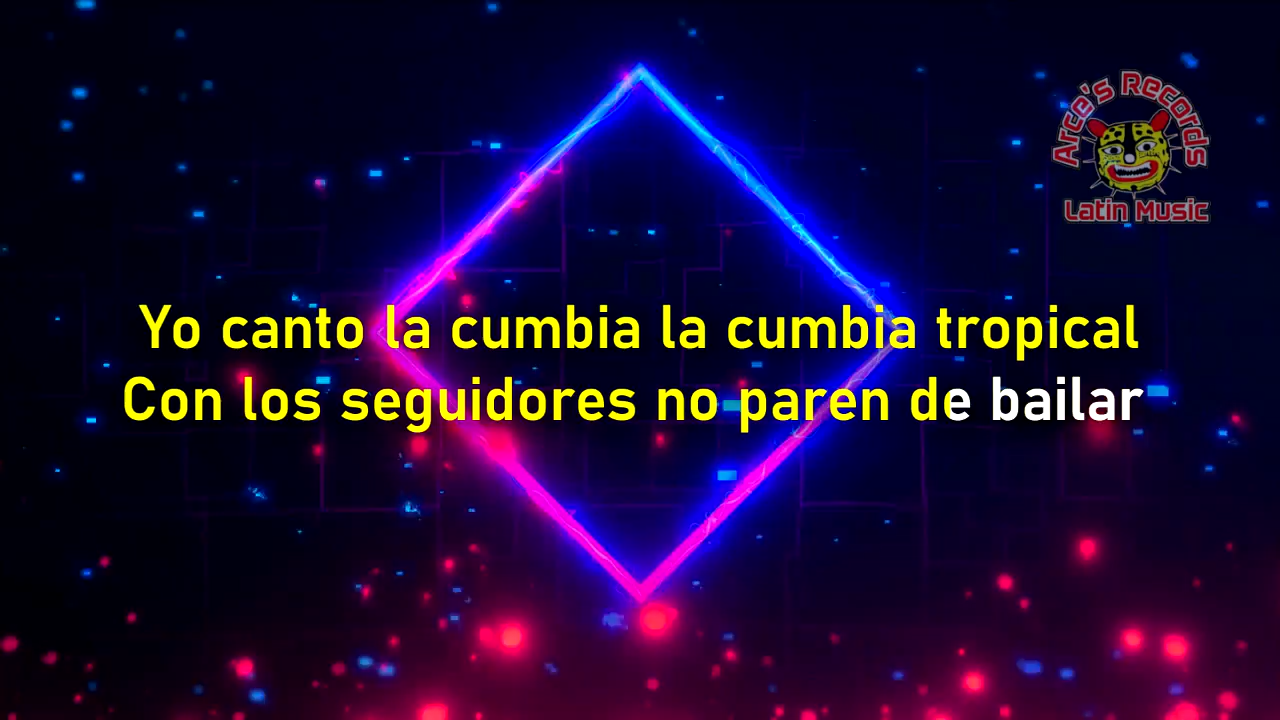 Arce's Records
Latin Music
Yo canto la cumbia la cumbia tropical
Con los seguidores no paren de bailar